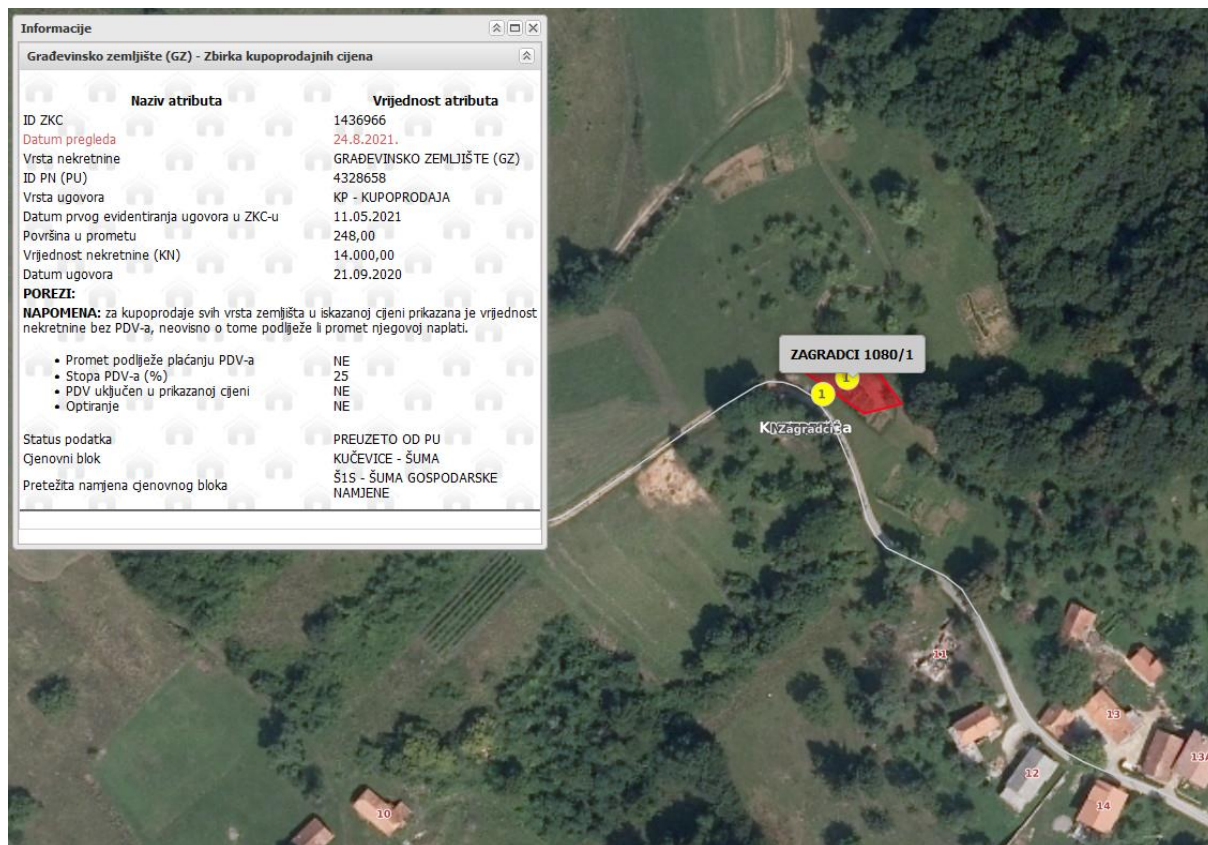 Informacije
Građevinsko zemljište (GZ) - Zbirka kupoprodajnih cijena
Naziv atributa Vrijednost atributa
ID ZKC 1436966
Datum pregleda 24.8.2021.
Vrsta nekretnine GRAĐEVINSKO ZEMLJIŠTE (GZ)
ID PN (PU) 4328658
Vrsta ugovora KP - KUPOPRODAJA
Datum prvog evidentiranja ugovora u ZKC-u 11.05.2021
Površina u prometu 248,00
Vrijednost nekretnine (KN) 14.000,00
Datum ugovora 21.09.2020
POREZI:
NAPOMENA: za kupoprodaje svih vrsta zemljišta u iskazanoj cijeni prikazana je vrijednost
nekretnine bez PDV-a, neovisno o tome podliježe li promet njegovoj naplati.
• Promet podliježe plaćanju PDV-a NE
• Stopa PDV-a (%) 25
• PDV uključen u prikazanoj cijeni NE
• Optiranje NE
Status podatka PREUZETO OD PU
Cjenovni blok KUČEVICE - ŠUMA
Pretežita namjena cjenovnog bloka Š1S - ŠUMA GOSPODARSKE
NAMJENE
ZAGRADCI 1080/1
1
1
Zagradci
11
13
13A
12
14
10